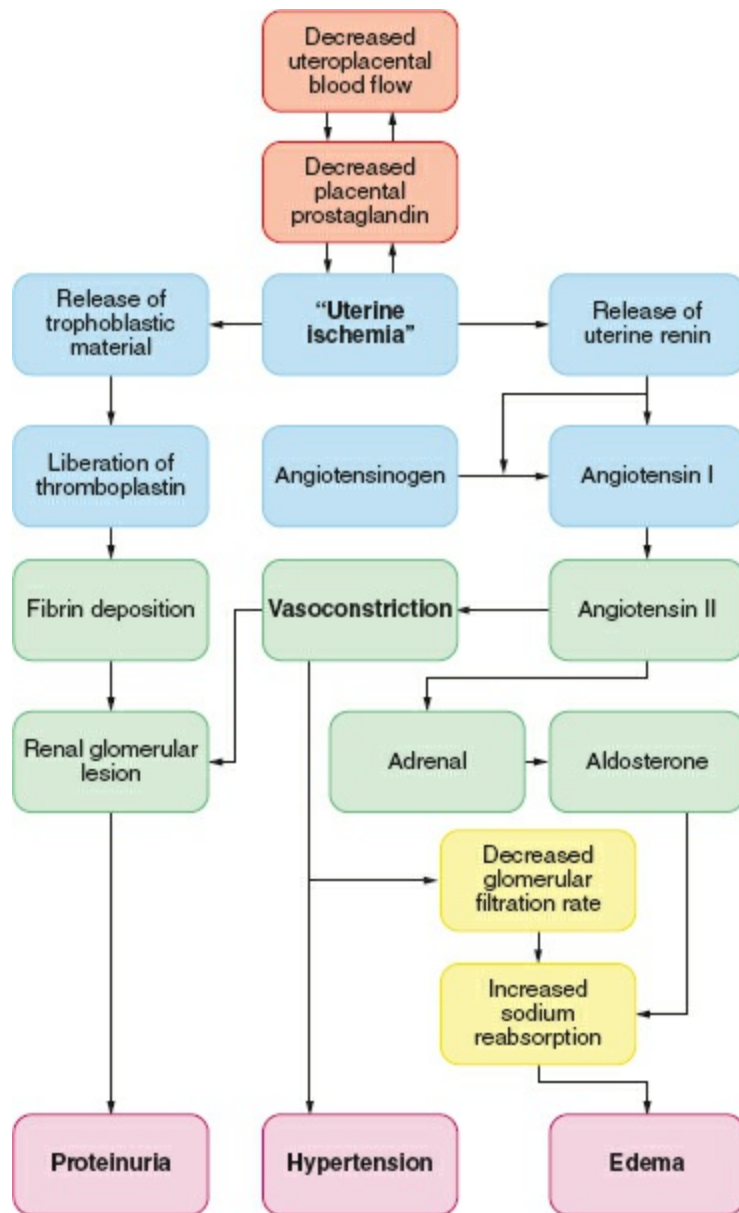 Decreased
uteroplacental
blood flow
Decreased
placental
prostaglandin
Release of
trophoblastic
material
“Uterine
ischemia”
Release of
uterine renin
Liberation of
thromboplastin
Angiotensinogen
Angiotensin I
Fibrin deposition
Vasoconstriction
Angiotensin II
Renal glomerular
lesion
Adrenal
Aldosterone
Decreased
glomerular
filtration rate
Increased
sodium
reabsorption
Proteinuria
Hypertension
Edema